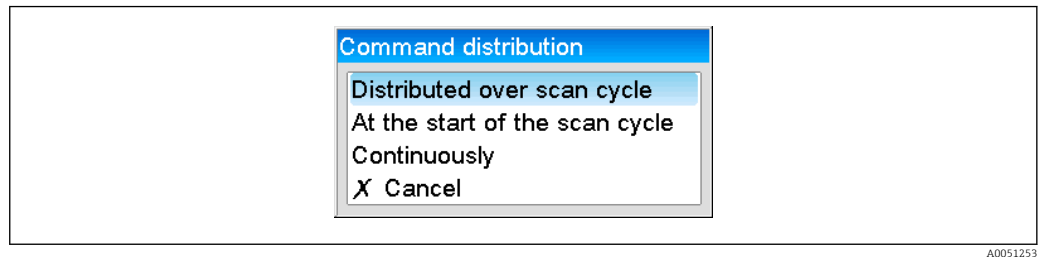 Command distribution
Distributed over scan cycle
At the start of the scan cycle
Continuously
X Cancel
A0051253